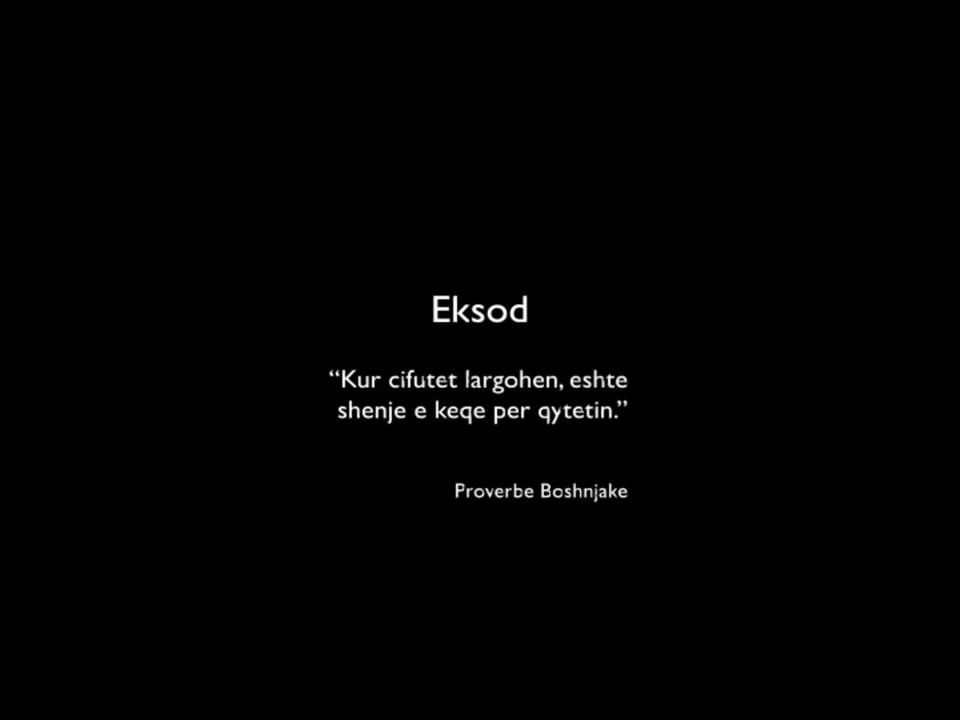 Eksod
“Kur cifutet largohen, eshte
shenje e keqe per qytetin.”
Proverbe Boshnjake